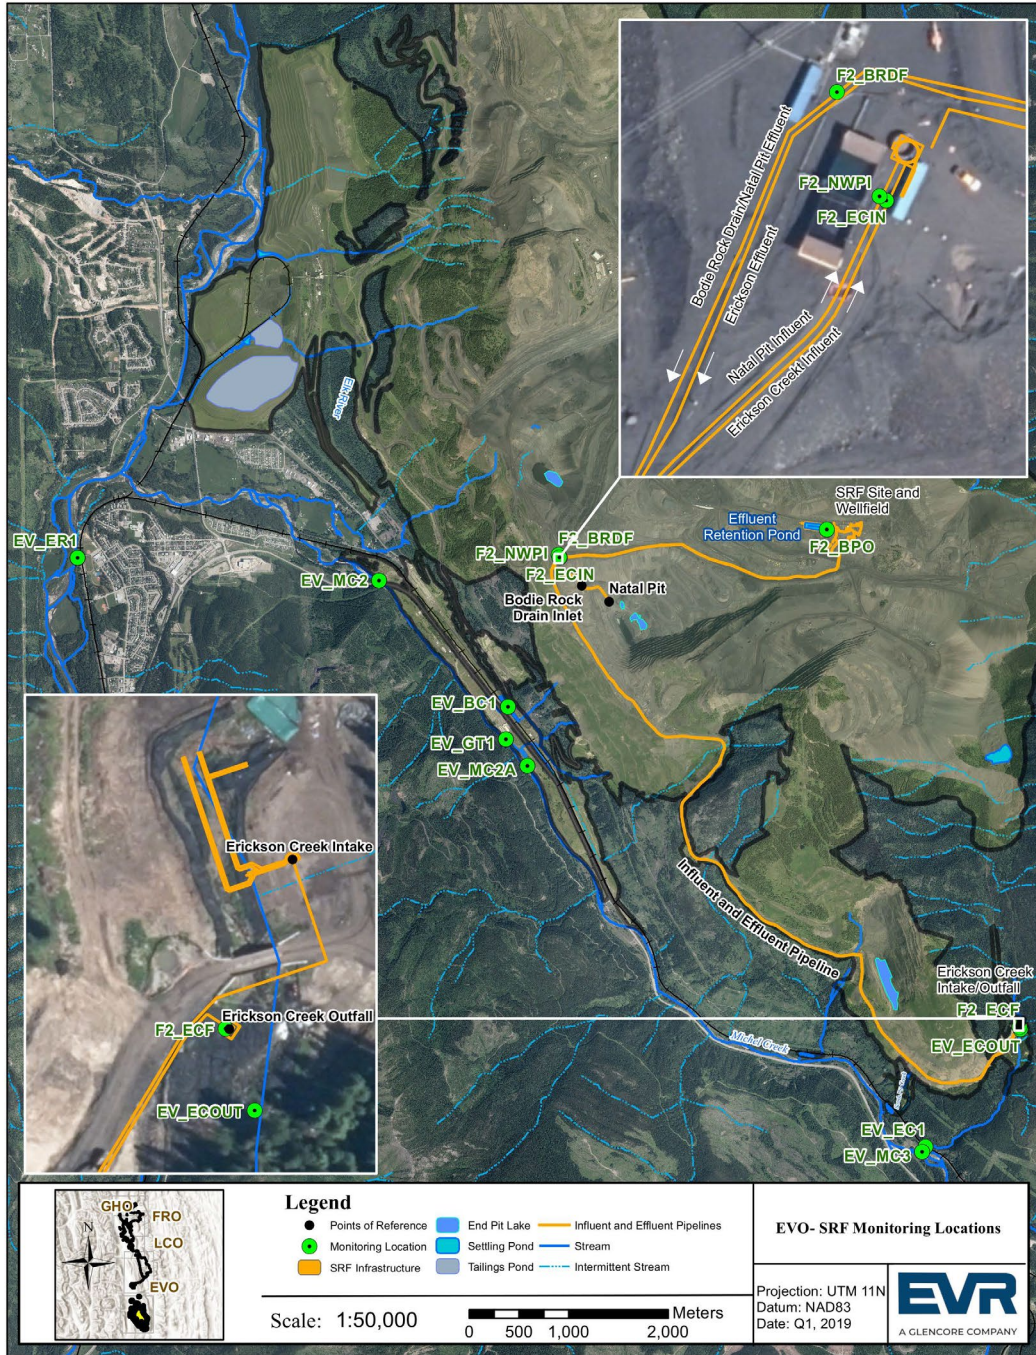 F2_BRDF
F2_NWPI
F2_ECIN
Bodie Rock Drain/Natal Pit Effluent
Erickson Effluent
Natal Pit Influent
Erickson Creekt Influent
Elk River
SRF Site and
Wellfield
Effluent
Retention Pond
F2_BPO
F2_BRDF
F2_NWPI
F2_ECIN
Bodie Rock
Drain Inlet
Natal Pit
EV_ER1
EV_MC2
EV_BC1
EV_GT1
EV_MC2A
Influent and Effluent Pipeline
Erickson Creek Intake
Erickson Creek Outfall
F2_ECF
EV_ECOUT
Erickson Creek
Intake/Outfall
F2_ECF
EV_ECOUT
Michel Creek
EV_EC1
EV_MC3
GHO
FRO
LCO
EVO
N
Legend
Points of Reference
Monitoring Location
SRF Infrastructure
End Pit Lake
Settling Pond
Tailings Pond
Influent and Effluent Pipelines
Stream
Intermittent Stream
Scale: 1:50,000
Meters
0 500 1,000 2,000
EVO- SRF Monitoring Locations
Projection: UTM 11N
Datum: NAD83
Date: Q1, 2019
EVR
A GLENCORE COMPANY